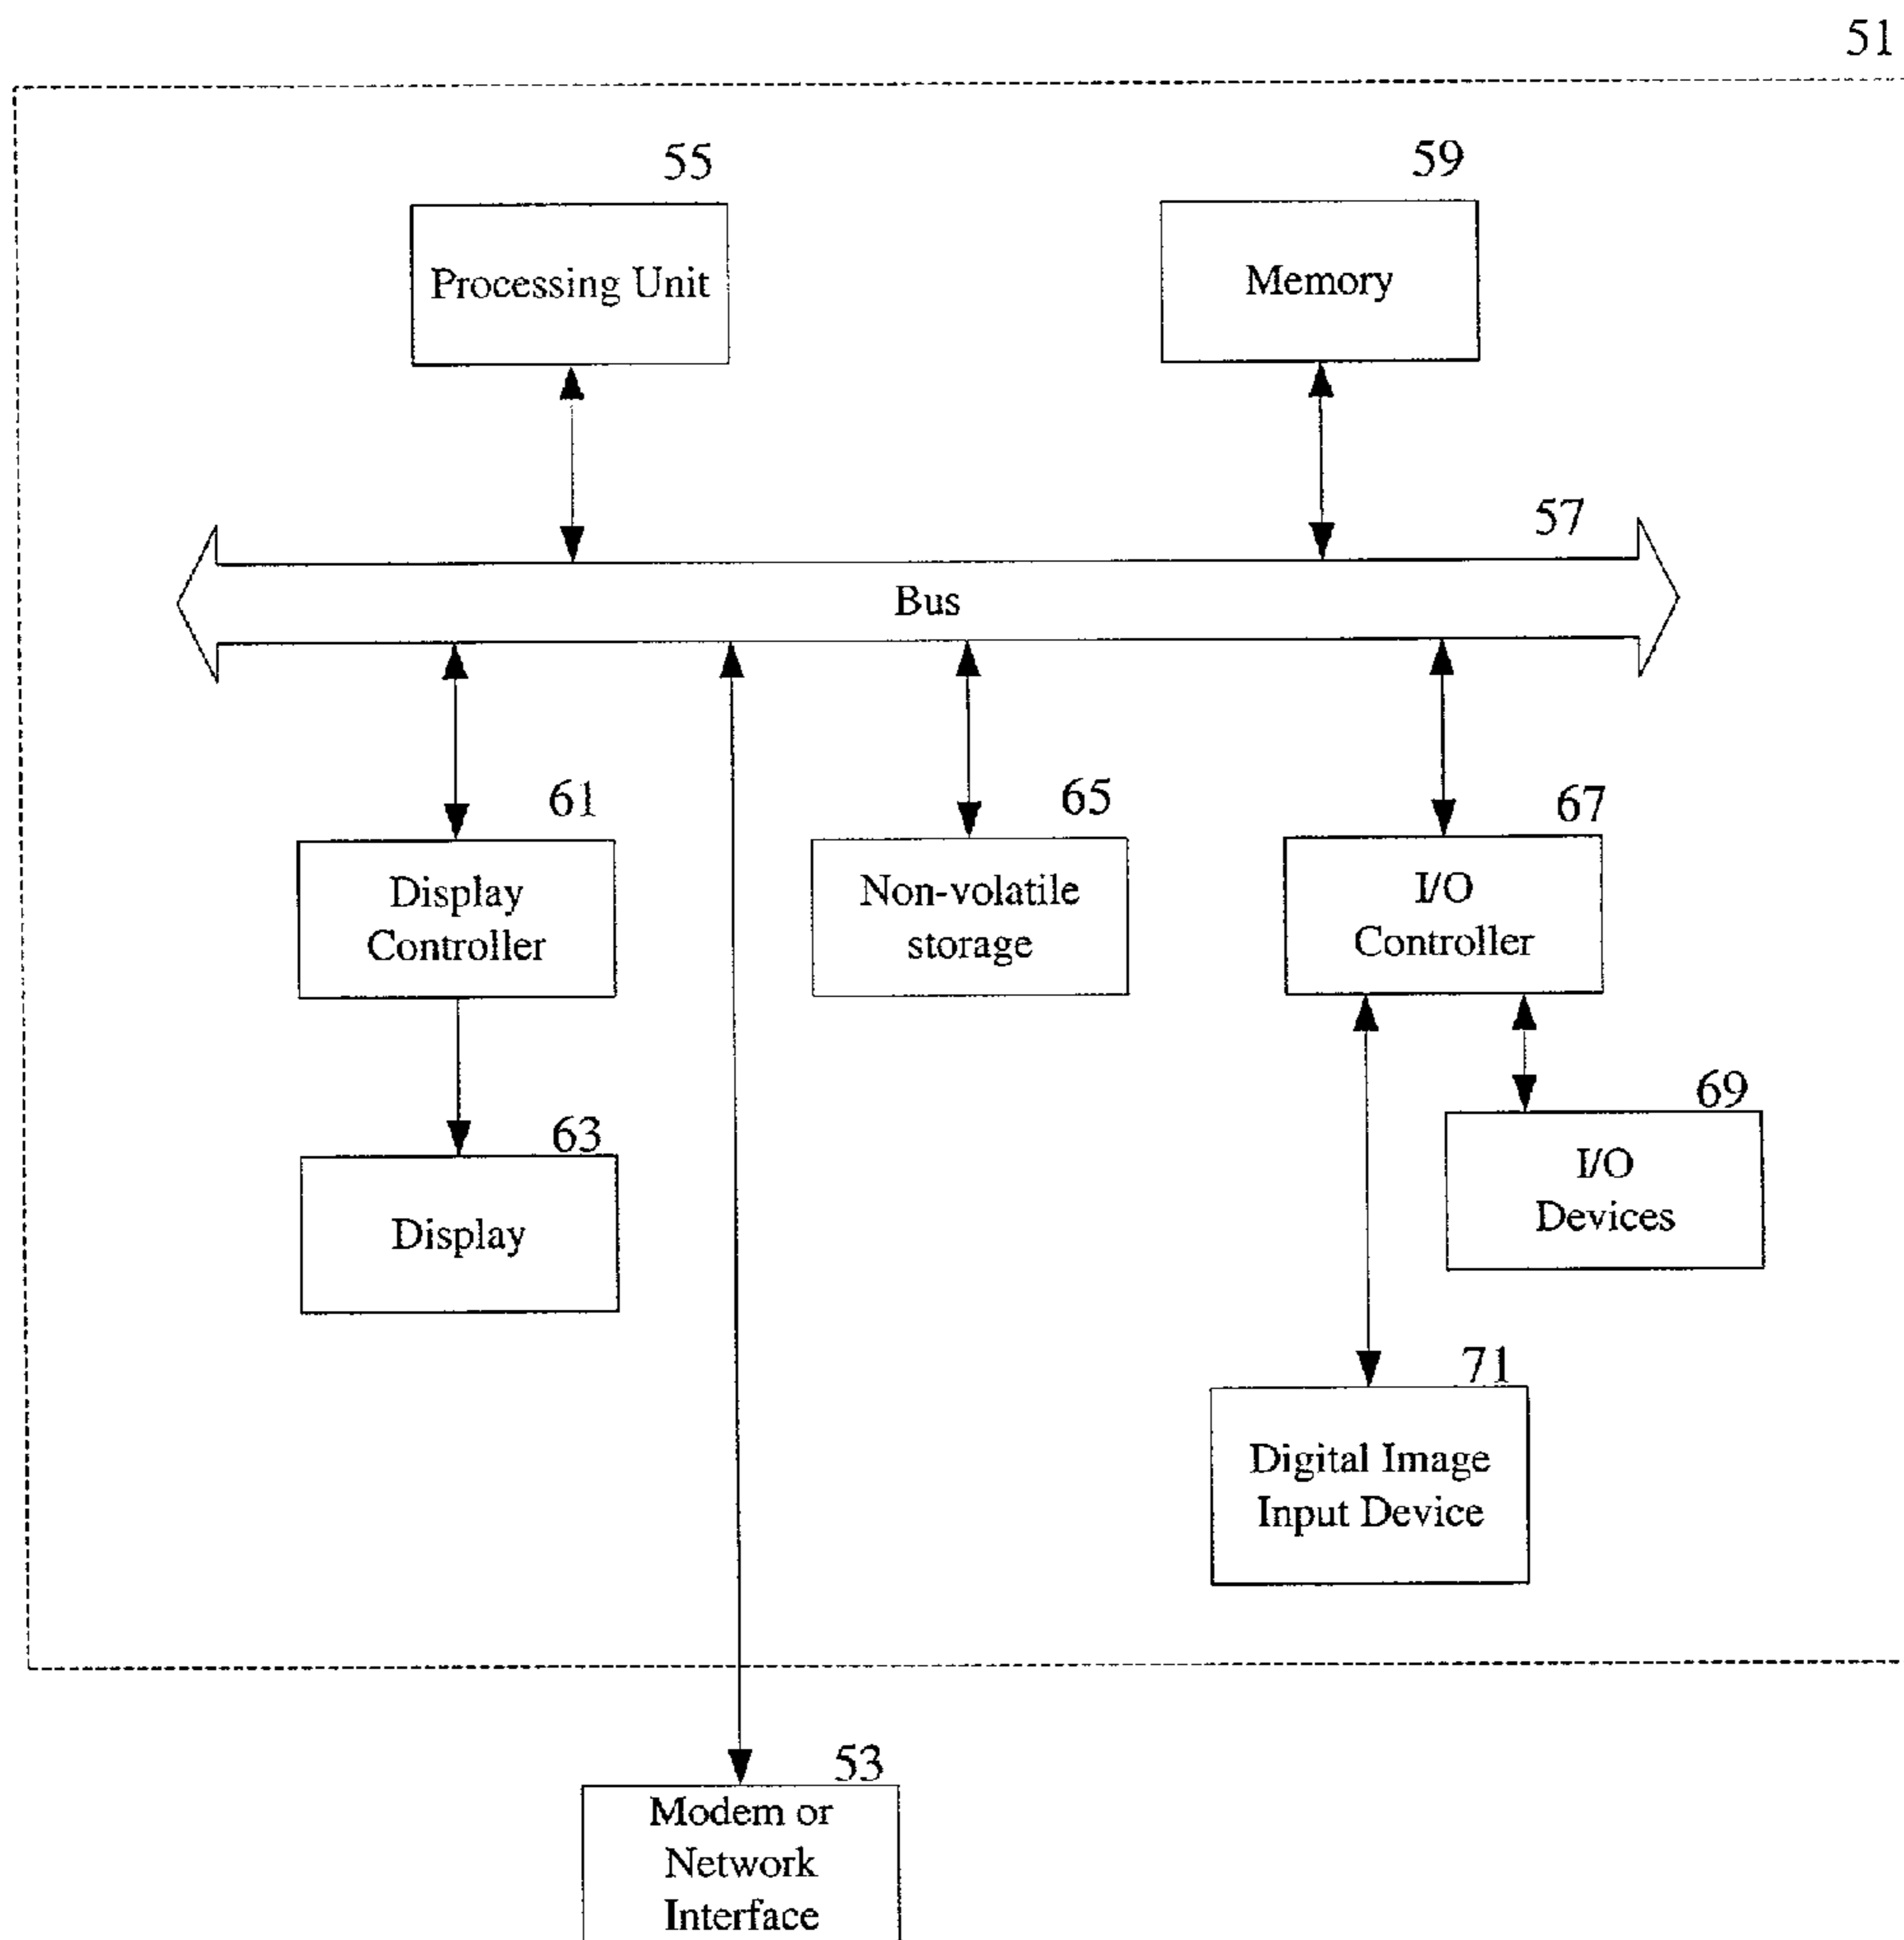 51
55
59
Processing Unit
Memory
57
Bus
61
65
67
Display
Controller
Non-volatile
storage
I/O
Controller
63
69
Display
I/O
Devices
71
Digital Image
Input Device
53
Modem or
Network
Interface